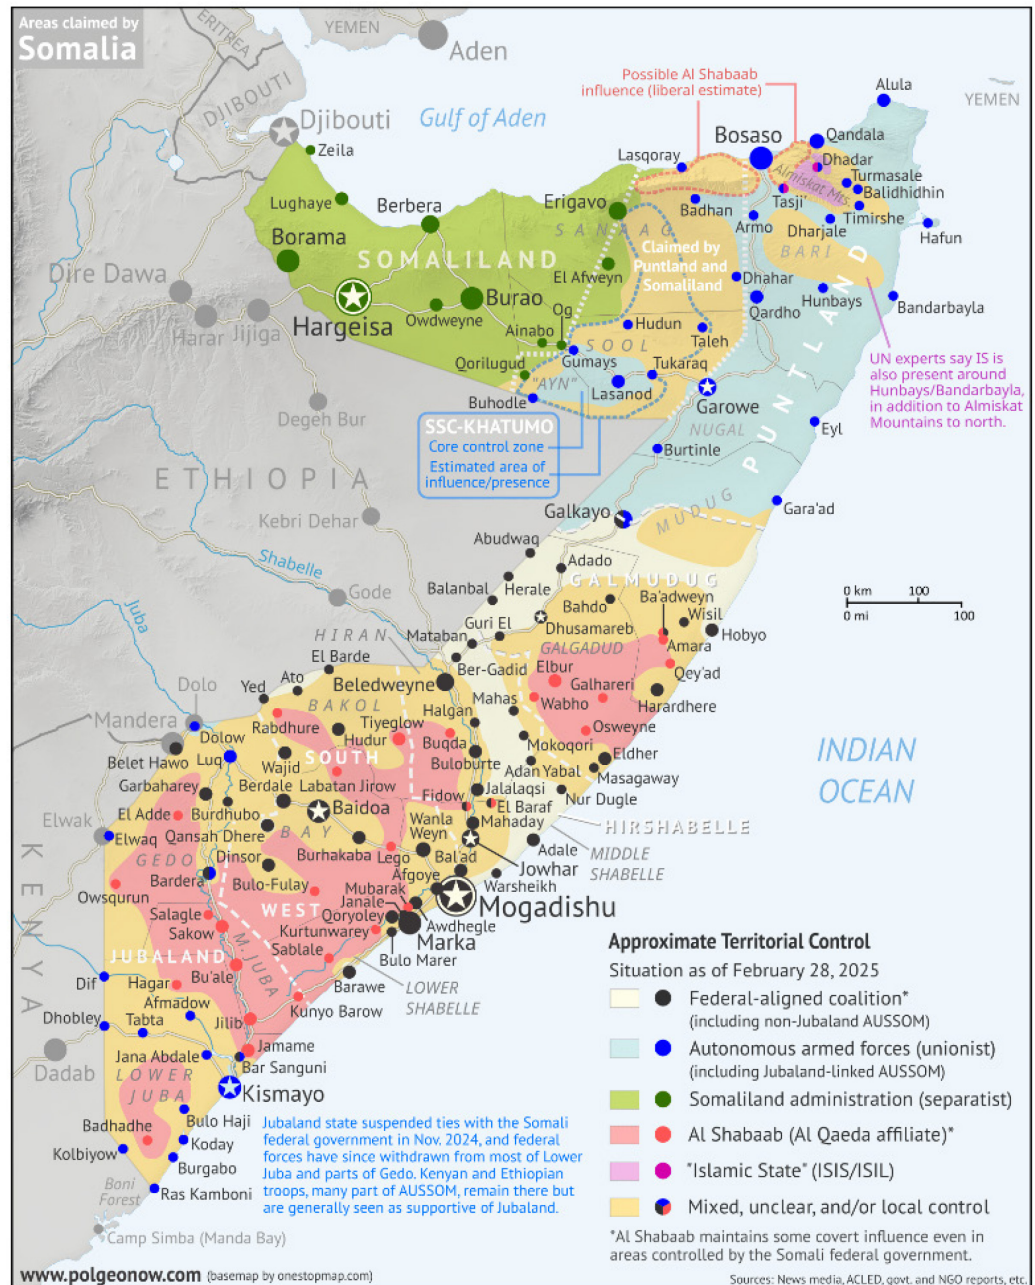 Areas claimed by
Somalia
ERITREA
YEMEN
Aden
DJIBOUTI
Djibouti
Gulf of Aden
Possible Al Shabaab
influence (liberal estimate)
Alula
YEMEN
Zeila
Lasqoray
Bosaso
Qandala
Dhadar
Almiskat Mts.
Turmasale
Tasjī'
Balidhidhin
Lughaye
Berbera
Erigavo
Badhan
Timirshe
Borama
SANAAG
Armo
Dharjale
Hafun
SOMALILAND
Claimed by
Puntland and
Somaliland
BARI
Dire Dawa
El Afweyn
Dhahar
Burao
Og
Hunbays
Harar
Jijiga
Hargeisa
Owdweyne
Ainabo
Hudun
Taleh
Qardho
Bandarbayla
PUNTLAND
SOOL
Gumays
Tukaraq
Qorilugud
"AYN"
Lasanod
Garowe
UN experts say IS is
also present around
Hunbays/Bandarbayla,
in addition to Almiskat
Mountains to north.
Degeh Bur
Buhodle
SSC-KHATUMO
Core control zone
Estimated area of
influence/presence
NUGAL
Eyl
Burtinle
ETHIOPIA
Galkayo
MUDUG
Gara'ad
Kebri Dehar
Abudwaq
Shabelle
Adado
Balanbal
Herale
GALMUDUG
0 km 100
0 mi 100
Juba
Gode
Bahdo
Ba'adweyn
Wisil
Guri El
Dhusamareb
HIRAN
Mataban
GALGADUD
Amara
Hobyo
El Barde
Ber-Gadid
Elbur
Qey'ad
Dolo
Yed
Ato
Beledweyne
Mahas
Galhareri
BAKOL
Halgan
Wabho
Harardhere
Mandera
Rabdhure
Tiyeglow
Osweyne
Dolow
Hudur
Buqda
Mokoqori
Belet Hawo
Luq
Wajid
SOUTH
Buloburte
Eldher
INDIAN
OCEAN
Garbaharey
Berdale
Labatan Jirow
Adan Yabal
Masagaway
El Adde
Baidoa
Fidow
Jalalaqsi
Nur Dugle
Elwak
Burdhubo
Wanla
Weyn
El Baraf
Elwaq
Qansah Dhere
BAY
Mahaday
HIRSHABELLE
KENYA
GEDO
Dinsor
Burhakaba
Lego
Bal'ad
Jowhar
Adale
MIDDLE
SHABELLE
Bardera
Bulo-Fulay
Afgoye
Warsheikh
Owsqurun
Mubarak
Mogadishu
Salagle
WEST
Janale
Qoryoley
Awdhegle
Sakow
Kurtunwarey
Marka
JUBALAND
M. JUBA
Sablale
Bulo Marer
Dif
Hagar
Bu'ale
Barawe
LOWER
SHABELLE
Afmadow
Dhobley
Tabta
Jilib
Kunyo Barow
Jana Abdale
Jamame
Dadab
LOWER
JUBA
Bar Sanguni
Kismayo
Badhadhe
Bulo Haji
Kolbiyow
Koday
Burgabo
Boni
Forest
Ras Kamboni
Camp Simba (Manda Bay)
Jubaland state suspended ties with the Somali
federal government in Nov. 2024, and federal
forces have since withdrawn from most of Lower
Juba and parts of Gedo. Kenyan and Ethiopian
troops, many part of AUSSOM, remain there but
are generally seen as supportive of Jubaland.
Approximate Territorial Control
Situation as of February 28, 2025
Federal-aligned coalition*
(including non-Jubaland AUSSOM)
Autonomous armed forces (unionist)
(including Jubaland-linked AUSSOM)
Somaliland administration (separatist)
Al Shabaab (Al Qaeda affiliate)*
"Islamic State" (ISIS/ISIL)
Mixed, unclear, and/or local control
*Al Shabaab maintains some covert influence even in
areas controlled by the Somali federal government.
www.polgeonow.com (basemap by onestopmap.com)
Sources: News media, ACLED, govt. and NGO reports, etc.